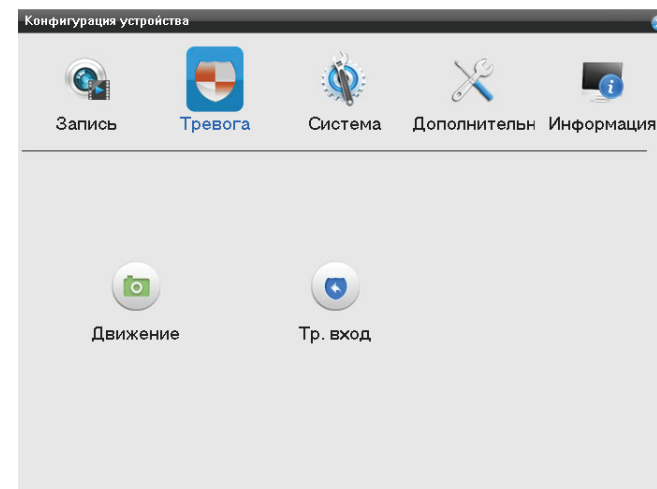 Конфигурация устройства
Запись Тревога Система Дополнительн Информация
Движение Тр. вход